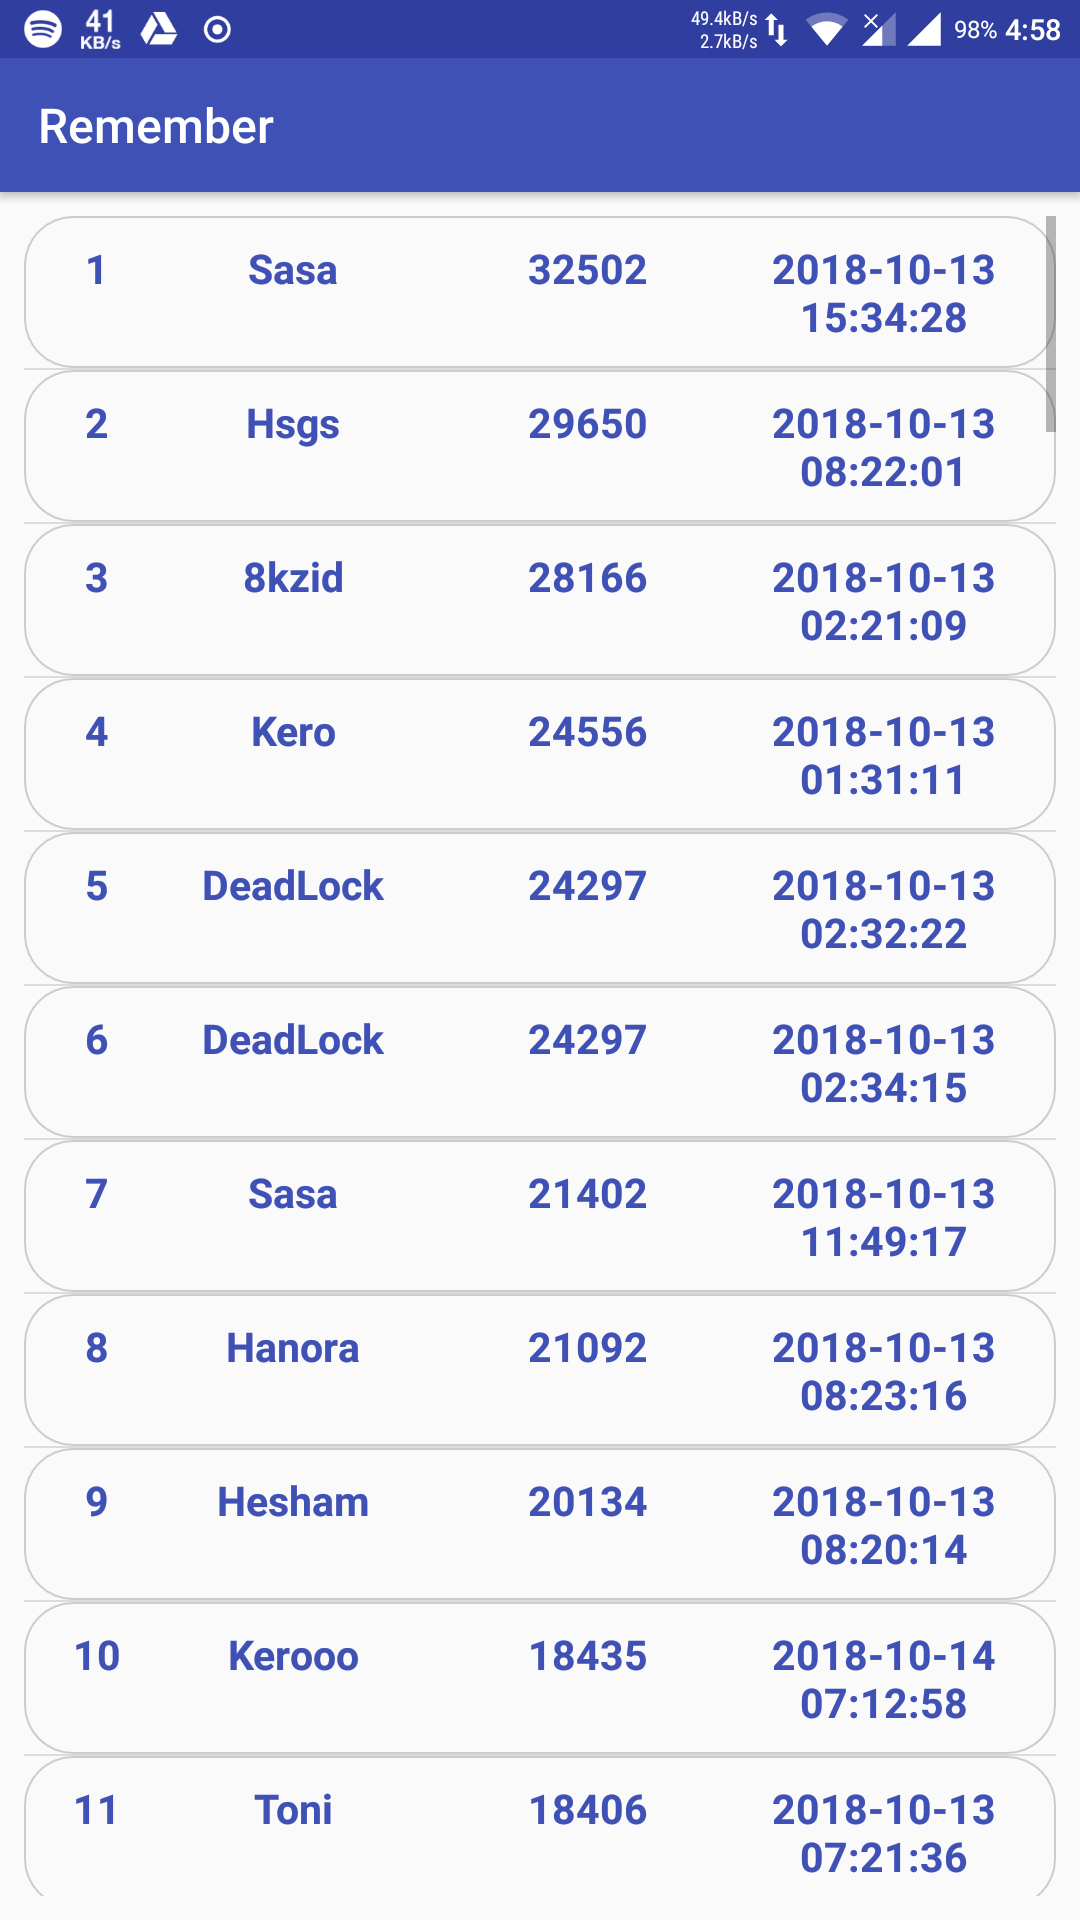 41 KB/s 49.4kB/s 2.7kB/s 98% 4:58
Remember
1 Sasa 32502 2018-10-13
15:34:28
2 Hsgs 29650 2018-10-13
08:22:01
3 8kzid 28166 2018-10-13
02:21:09
4 Kero 24556 2018-10-13
01:31:11
5 DeadLock 24297 2018-10-13
02:32:22
6 DeadLock 24297 2018-10-13
02:34:15
7 Sasa 21402 2018-10-13
11:49:17
8 Hanora 21092 2018-10-13
08:23:16
9 Hesham 20134 2018-10-13
08:20:14
10 Kerooo 18435 2018-10-14
07:12:58
11 Toni 18406 2018-10-13
07:21:36